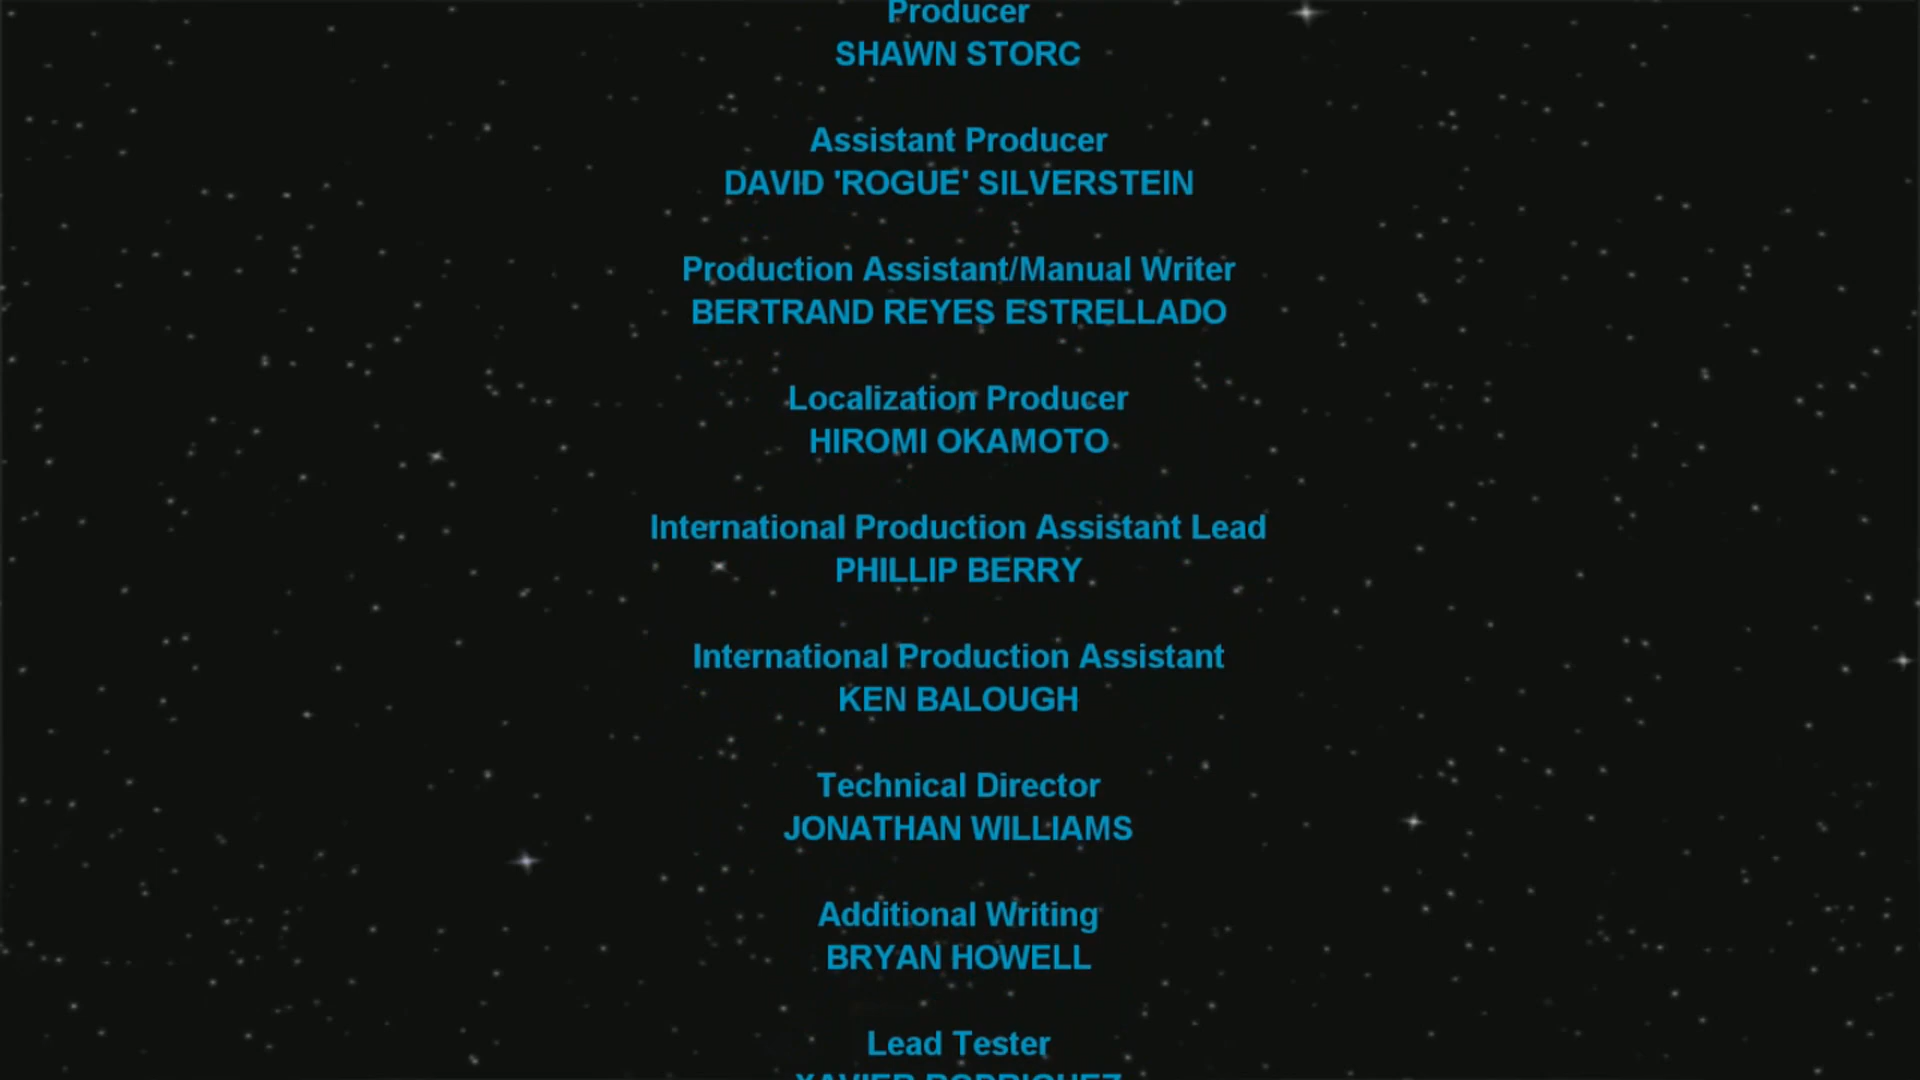 Producer
SHAWN STORC
Assistant Producer
DAVID 'ROGUE' SILVERSTEIN
Production Assistant/Manual Writer
BERTRAND REYES ESTRELLADO
Localization Producer
HIROMI OKAMOTO
International Production Assistant Lead
PHILLIP BERRY
International Production Assistant
KEN BALOUGH
Technical Director
JONATHAN WILLIAMS
Additional Writing
BRYAN HOWELL
Lead Tester
XAVIER RODRIGUEZ